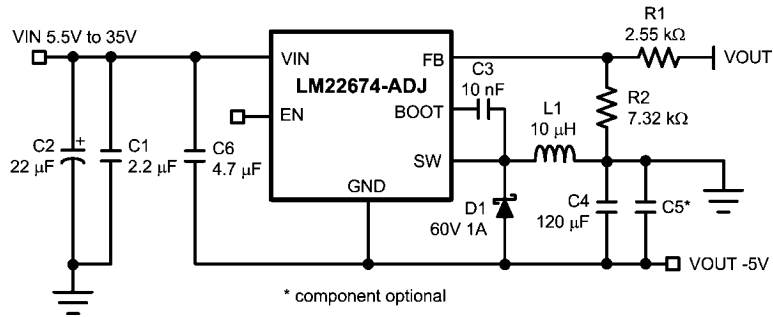 VIN 5.5V to 35V
VIN
FB
LM22674-ADJ
EN
BOOT
SW
GND
R1
2.55 kΩ
VOUT
C3
10 nF
R2
7.32 kΩ
L1
10 µH
C2
22 µF
+
C1
2.2 µF
C6
4.7 µF
D1
60V 1A
C4
120 µF
C5*
VOUT -5V
* component optional